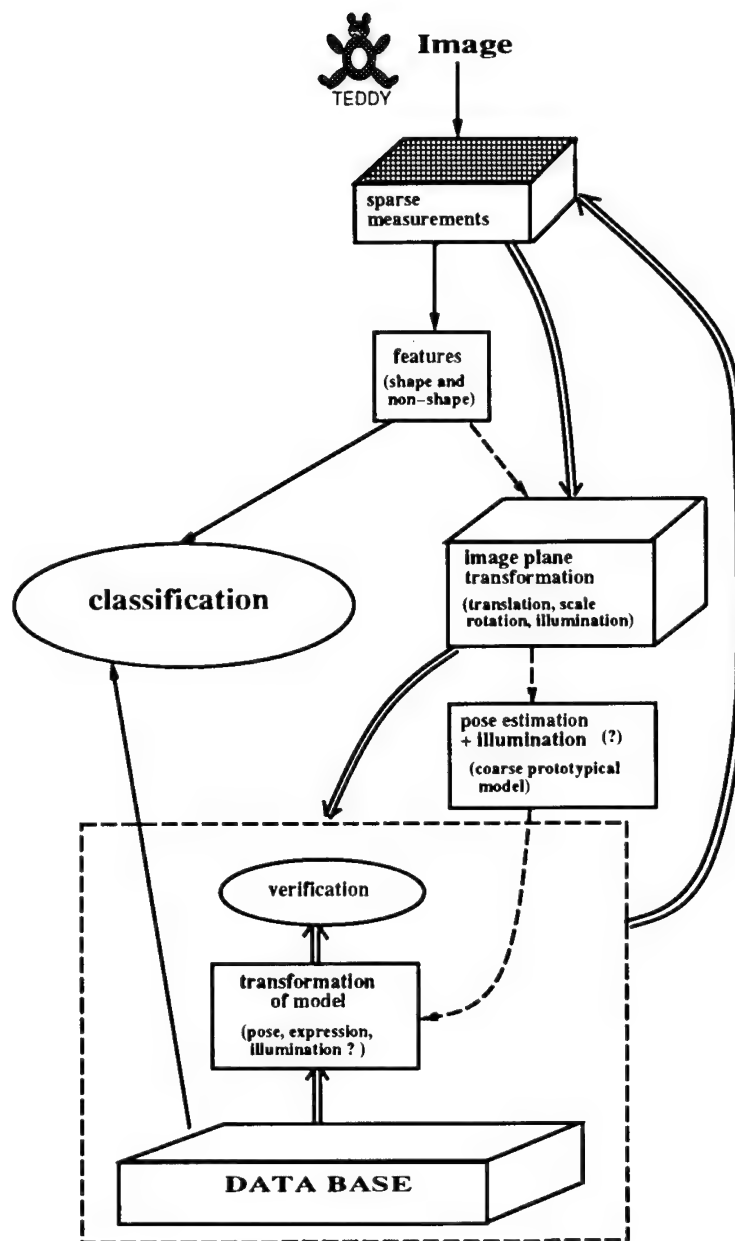 Image
TEDDY
sparse
measurements
features
(shape and
non-shape)
classification
image plane
transformation
(translation, scale
rotation, illumination)
pose estimation
+ illumination (?)
(coarse prototypical
model)
verification
transformation
of model
(pose, expression,
illumination ? )
DATA BASE